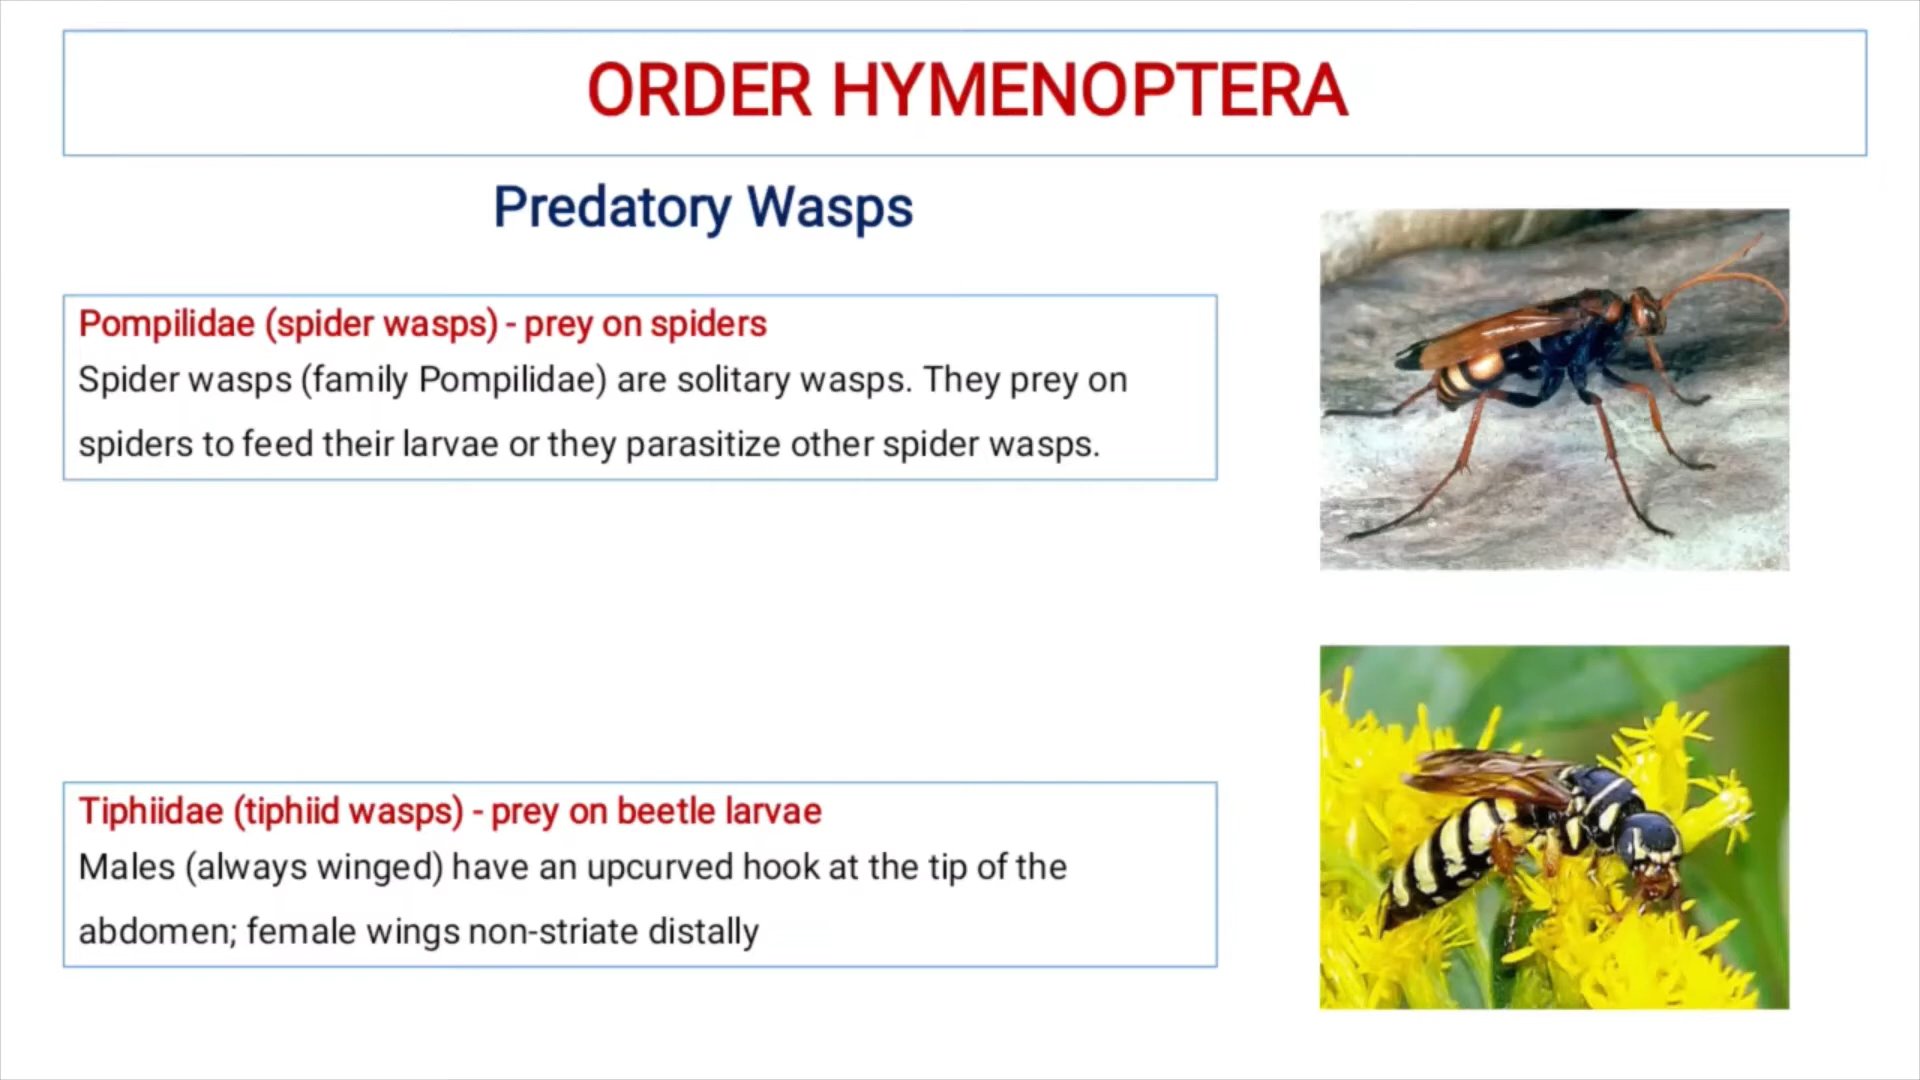 ORDER HYMENOPTERA
Predatory Wasps
Pompilidae (spider wasps) - prey on spiders
Spider wasps (family Pompilidae) are solitary wasps. They prey on
spiders to feed their larvae or they parasitize other spider wasps.
Tiphiidae (tiphiid wasps) - prey on beetle larvae
Males (always winged) have an upcurved hook at the tip of the
abdomen; female wings non-striate distally